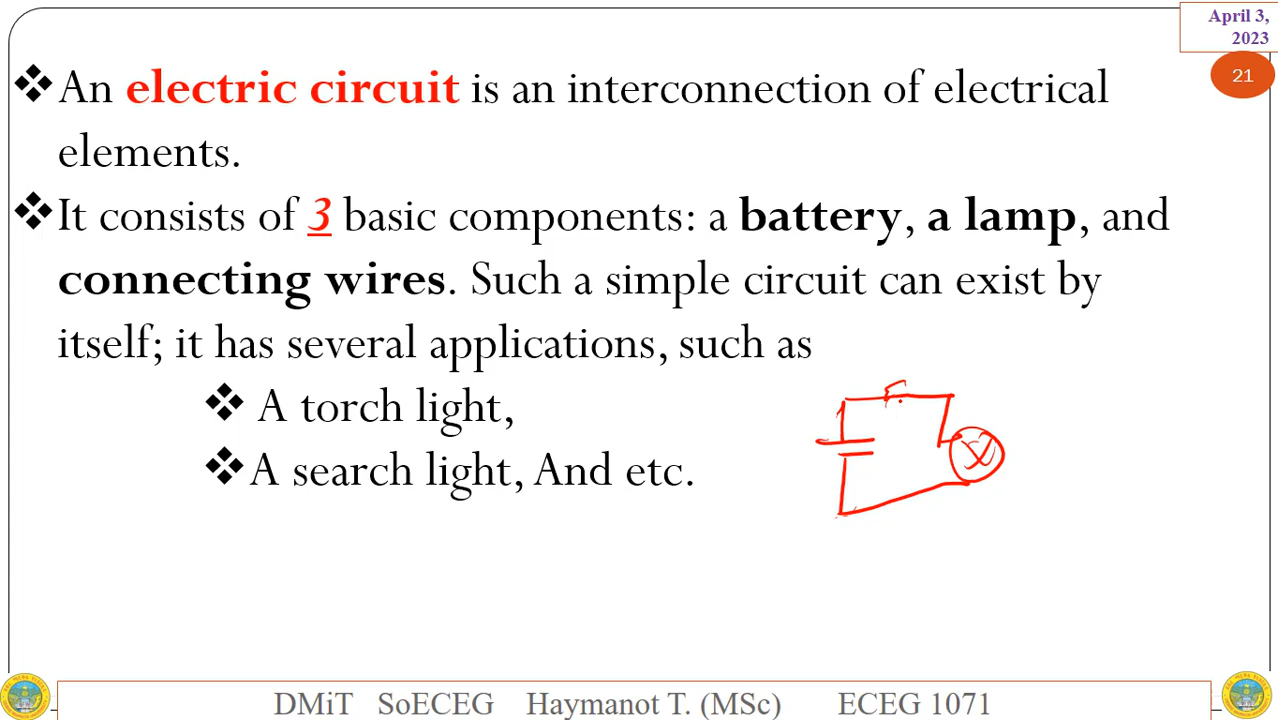 April 3,
2023
21
❖ An electric circuit is an interconnection of electrical
elements.
❖ It consists of 3 basic components: a battery, a lamp, and
connecting wires. Such a simple circuit can exist by
itself; it has several applications, such as
❖ A torch light,
❖ A search light, And etc.
DMiT SoECEG Haymanot T. (MSc) ECEG 1071